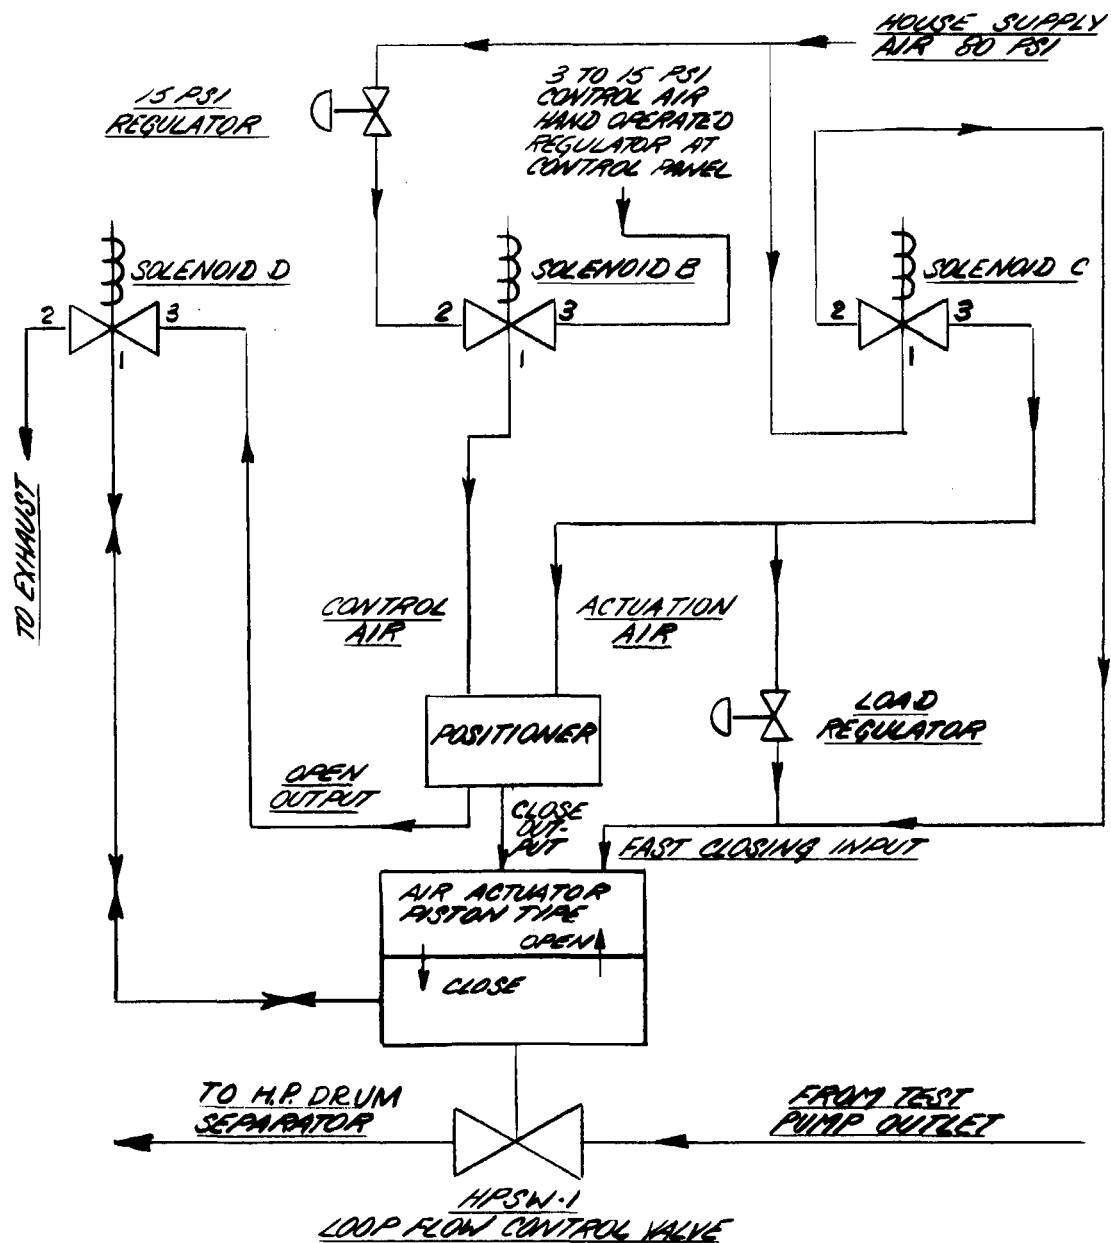 HOUSE SUPPLY
AIR 80 PSI
15 PSI
REGULATOR
3 TO 15 PSI
CONTROL AIR
HAND OPERATED
REGULATOR AT
CONTROL PANEL
SOLENOID D
2
3
1
SOLENOID B
2
3
1
SOLENOID C
2
3
1
TO EXHAUST
CONTROL
AIR
ACTUATION
AIR
POSITIONER
LOAD
REGULATOR
OPEN
OUTPUT
CLOSE
OUT-
PUT
FAST CLOSING INPUT
AIR ACTUATOR
PISTON TYPE
OPEN
CLOSE
TO H.P. DRUM
SEPARATOR
FROM TEST
PUMP OUTLET
HPSW-1
LOOP FLOW CONTROL VALVE